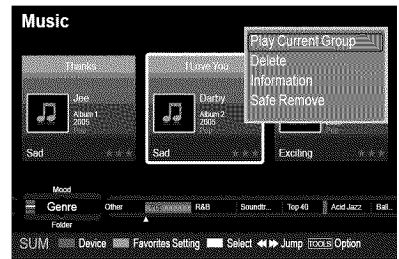 Music
Play Current Group
Delete
Information
Safe Remove
Thanks
I Love You
Jee
Album 1
2005
Pop
Darby
Album 2
2005
Pop
Sad
Sad
Exciting
Mood
Genre
Other
R&B
Soundtr...
Top 40
Acid Jazz
Ball...
Folder
SUM
Device
Favorites Setting
Select
Jump
TOOLS
Option